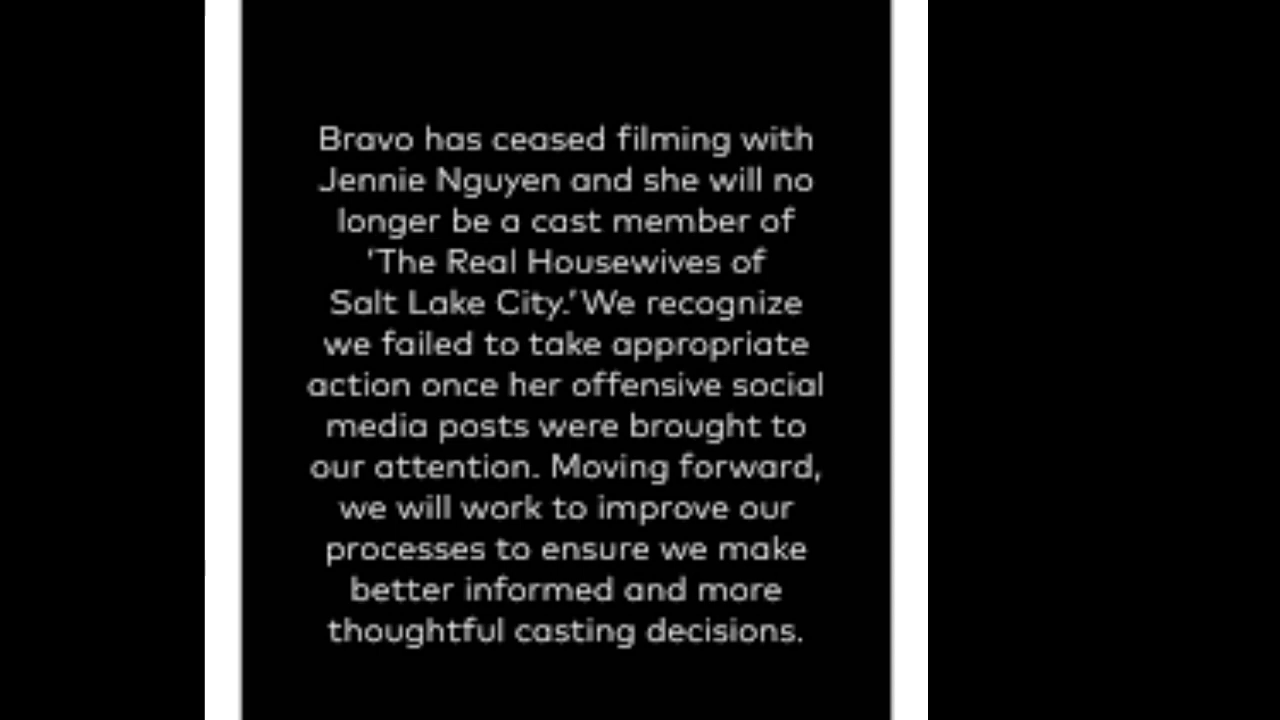 Bravo has ceased filming with
Jennie Nguyen and she will no
longer be a cast member of
'The Real Housewives of
Salt Lake City.' We recognize
we failed to take appropriate
action once her offensive social
media posts were brought to
our attention. Moving forward,
we will work to improve our
processes to ensure we make
better informed and more
thoughtful casting decisions.